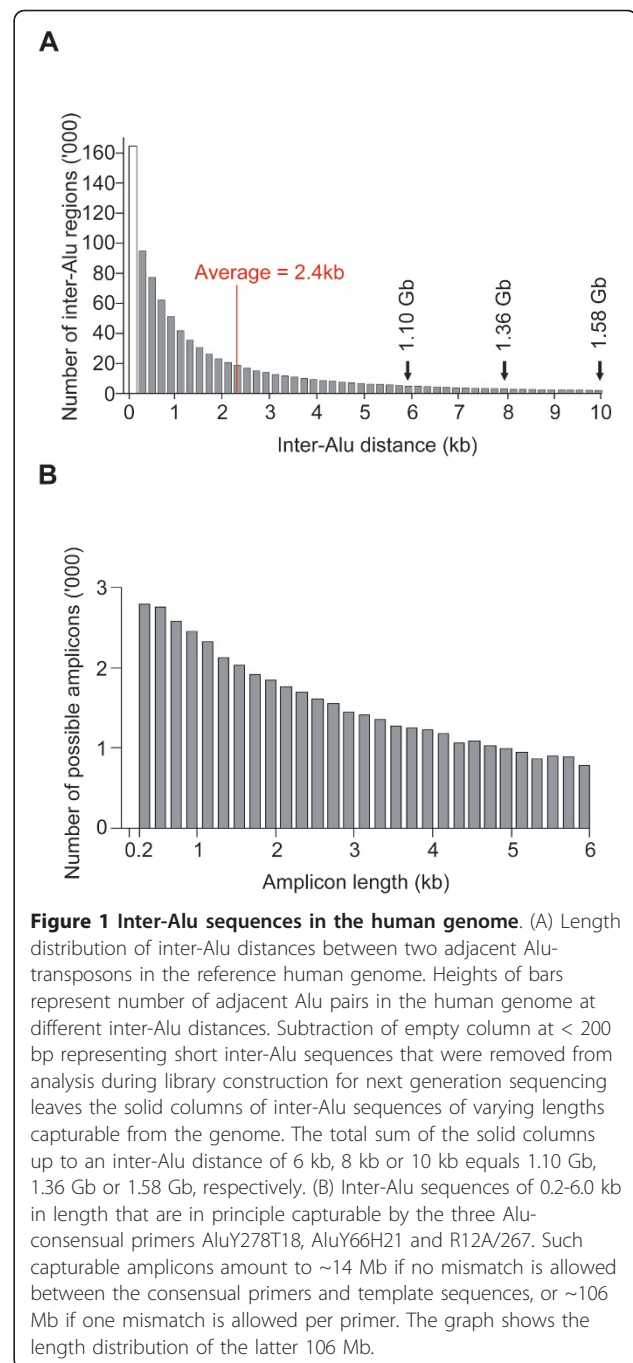 A
Number of inter-Alu regions ('000)
160
140
120
100
80
60
40
20
0
Average = 2.4kb
1.10 Gb
1.36 Gb
1.58 Gb
0 1 2 3 4 5 6 7 8 9 10
Inter-Alu distance (kb)
B
Number of possible amplicons ('000)
3
2
1
0
0.2 1 2 3 4 5 6
Amplicon length (kb)
Figure 1 Inter-Alu sequences in the human genome. (A) Length
distribution of inter-Alu distances between two adjacent Alu-
transposons in the reference human genome. Heights of bars
represent number of adjacent Alu pairs in the human genome at
different inter-Alu distances. Subtraction of empty column at < 200
bp representing short inter-Alu sequences that were removed from
analysis during library construction for next generation sequencing
leaves the solid columns of inter-Alu sequences of varying lengths
capturable from the genome. The total sum of the solid columns
up to an inter-Alu distance of 6 kb, 8 kb or 10 kb equals 1.10 Gb,
1.36 Gb or 1.58 Gb, respectively. (B) Inter-Alu sequences of 0.2-6.0 kb
in length that are in principle capturable by the three Alu-
consensual primers AluY278T18, AluY66H21 and R12A/267. Such
capturable amplicons amount to ~14 Mb if no mismatch is allowed
between the consensual primers and template sequences, or ~106
Mb if one mismatch is allowed per primer. The graph shows the
length distribution of the latter 106 Mb.